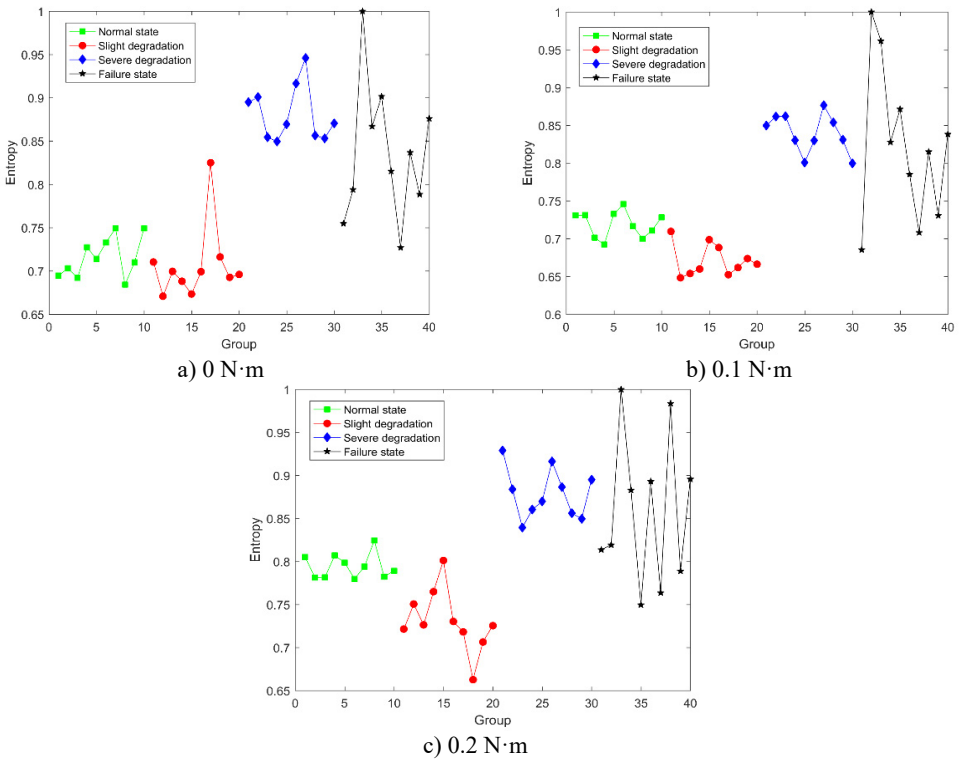 1
0.95
0.9
0.85
0.8
0.75
0.7
0.65
Entropy
Normal state
Slight degradation
Severe degradation
Failure state
0 5 10 15 20 25 30 35 40
Group
a) 0 N·m
1
0.95
0.9
0.85
0.8
0.75
0.7
0.65
0.6
Entropy
Normal state
Slight degradation
Severe degradation
Failure state
0 5 10 15 20 25 30 35 40
Group
b) 0.1 N·m
1
0.95
0.9
0.85
0.8
0.75
0.7
0.65
Entropy
Normal state
Slight degradation
Severe degradation
Failure state
0 5 10 15 20 25 30 35 40
Group
c) 0.2 N·m